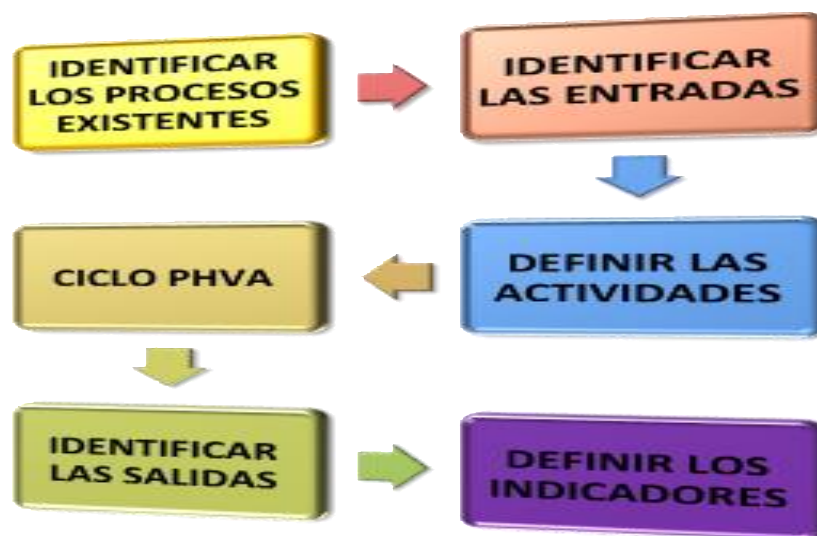 IDENTIFICAR
LOS PROCESOS
EXISTENTES
IDENTIFICAR
LAS ENTRADAS
DEFINIR LAS
ACTIVIDADES
CICLO PHVA
IDENTIFICAR
LAS SALIDAS
DEFINIR LOS
INDICADORES